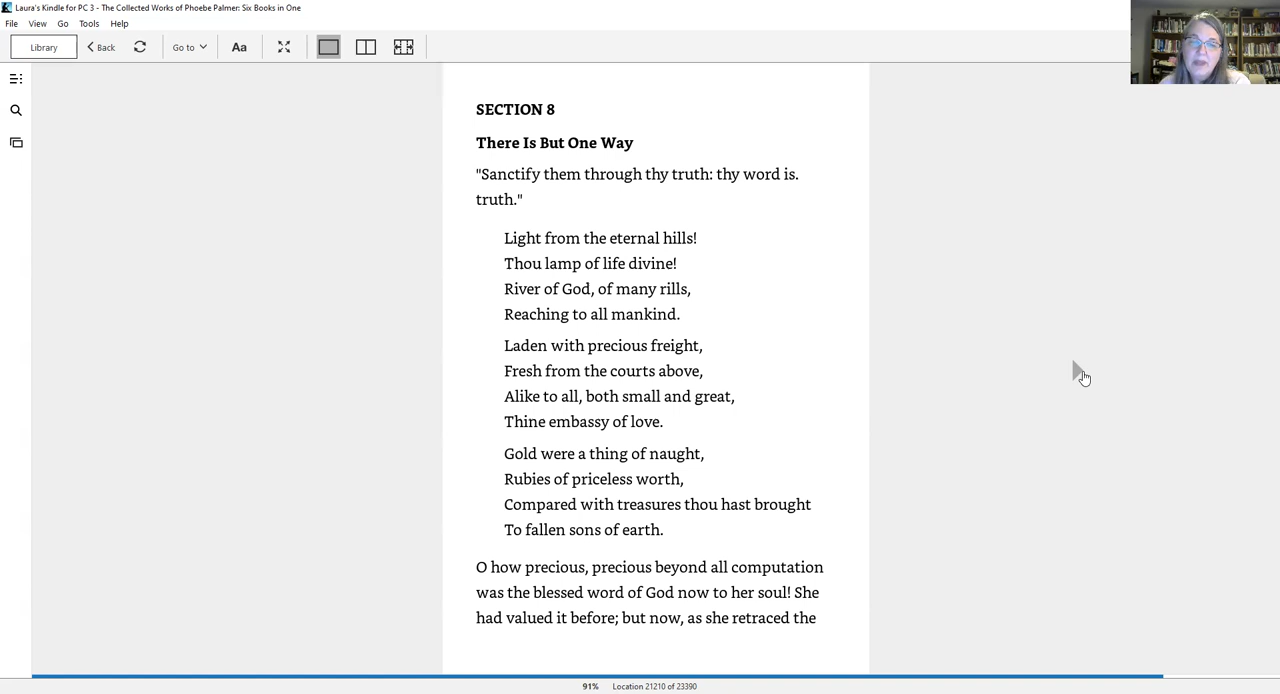 Laura's Kindle for PC 3 - The Collected Works of Phoebe Palmer: Six Books in One
File View Go Tools Help
Library Back Go to Aa
SECTION 8
There Is But One Way
"Sanctify them through thy truth: thy word is.
truth."
Light from the eternal hills!
Thou lamp of life divine!
River of God, of many rills,
Reaching to all mankind.
Laden with precious freight,
Fresh from the courts above,
Alike to all, both small and great,
Thine embassy of love.
Gold were a thing of naught,
Rubies of priceless worth,
Compared with treasures thou hast brought
To fallen sons of earth.
O how precious, precious beyond all computation
was the blessed word of God now to her soul! She
had valued it before; but now, as she retraced the
91% Location 21210 of 23390